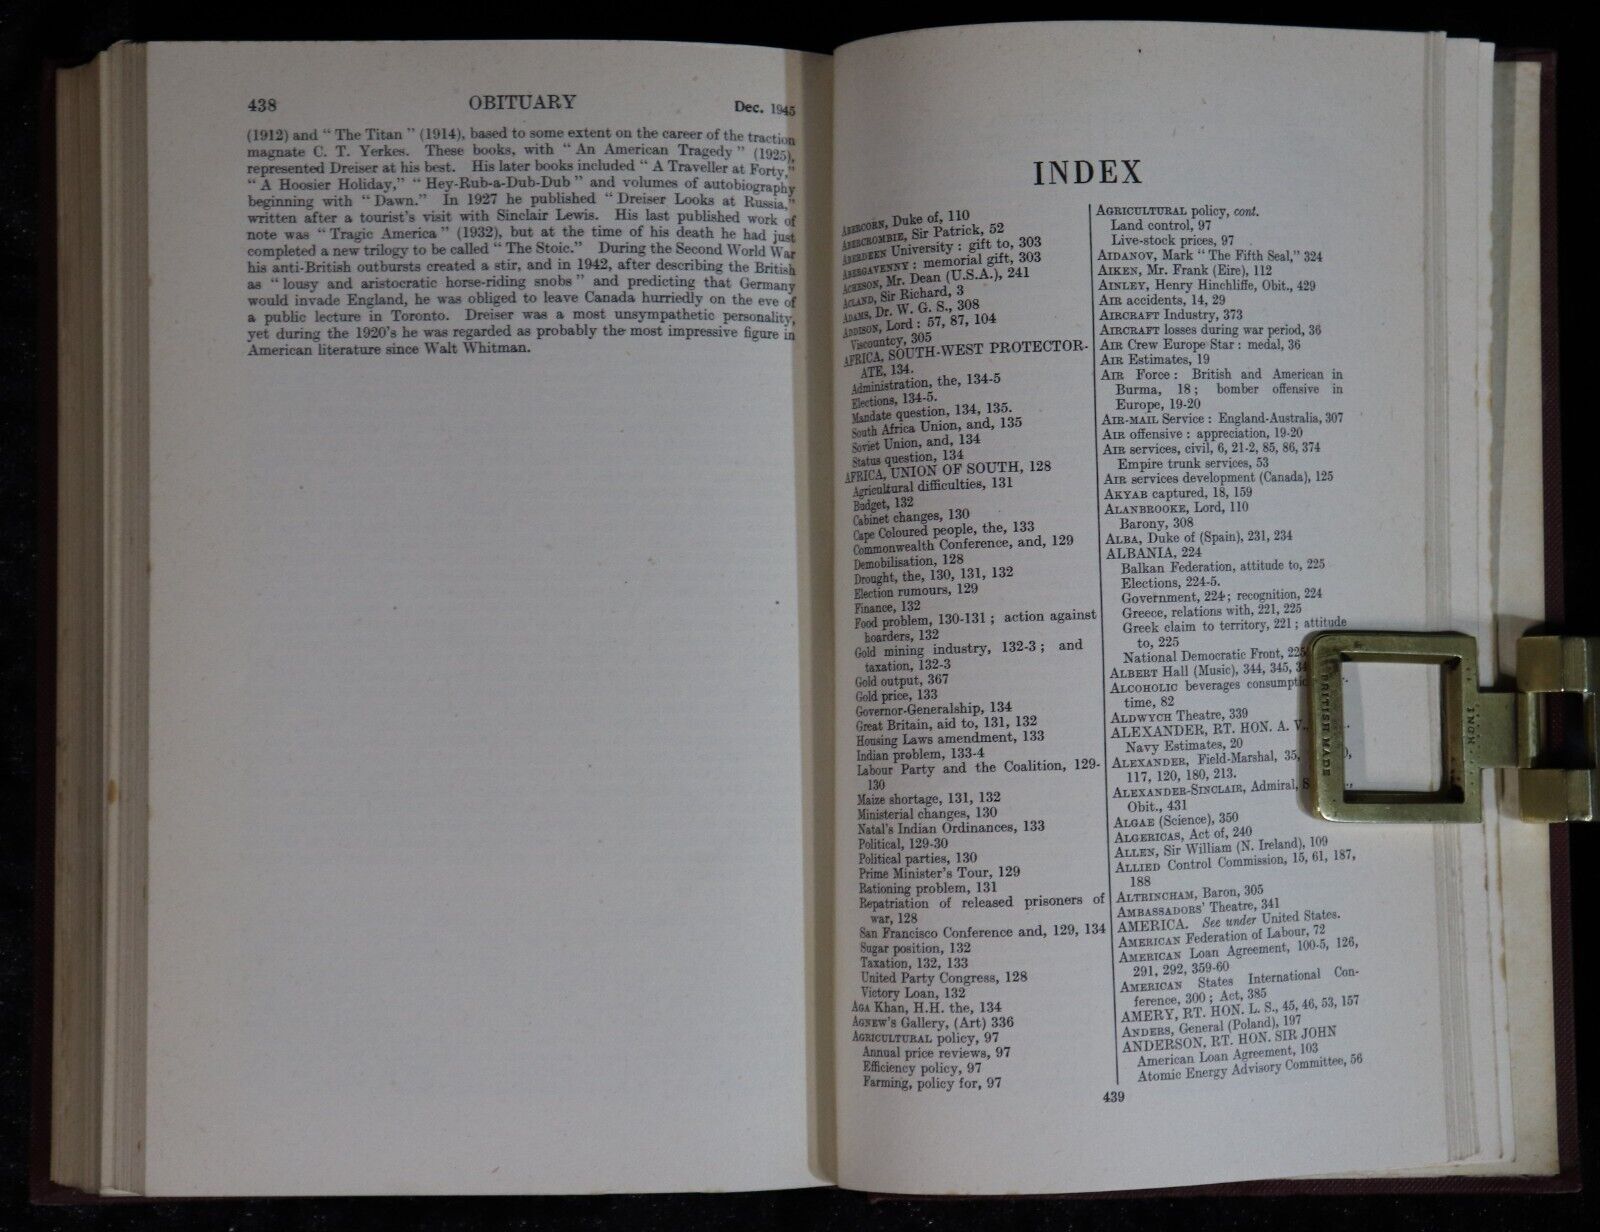 438 OBITUARY Dec. 1945
(1912) and " The Titan " (1914), based to some extent on the career of the traction
magnate C. T. Yerkes. These books, with " An American Tragedy " (1925),
represented Dreiser at his best. His later books included " A Traveller at Forty,"
" A Hoosier Holiday," " Hey-Rub-a-Dub-Dub " and volumes of autobiography
beginning with " Dawn." In 1927 he published " Dreiser Looks at Russia,"
written after a tourist's visit with Sinclair Lewis. His last published work of
note was " Tragic America " (1932), but at the time of his death he had just
completed a new trilogy to be called " The Stoic." During the Second World War
his anti-British outbursts created a stir, and in 1942, after describing the British
as " lousy and aristocratic horse-riding snobs " and predicting that Germany
would invade England, he was obliged to leave Canada hurriedly on the eve of
a public lecture in Toronto. Dreiser was a most unsympathetic personality,
yet during the 1920's he was regarded as probably the most impressive figure in
American literature since Walt Whitman.
INDEX
ABERCORN, Duke of, 110
ABERCROMBIE, Sir Patrick, 52
ABERDEEN University : gift to, 303
ABERGAVENNY : memorial gift, 303
ACHESON, Mr. Dean (U.S.A.), 241
ACLAND, Sir Richard, 3
ADAMS, Dr. W. G. S., 308
ADDISON, Lord : 57, 87, 104
Viscountcy, 305
AFRICA, SOUTH-WEST PROTECTOR-
ATE, 134.
Administration, the, 134-5
Elections, 134-5.
Mandate question, 134, 135.
South Africa Union, and, 135
Soviet Union, and, 134
Status question, 134
AFRICA, UNION OF SOUTH, 128
Agricultural difficulties, 131
Budget, 132
Cabinet changes, 130
Cape Coloured people, the, 133
Commonwealth Conference, and, 129
Demobilisation, 128
Drought, the, 130, 131, 132
Election rumours, 129
Finance, 132
Food problem, 130-131 ; action against
hoarders, 132
Gold mining industry, 132-3 ; and
taxation, 132-3
Gold output, 367
Gold price, 133
Governor-Generalship, 134
Great Britain, aid to, 131, 132
Housing Laws amendment, 133
Indian problem, 133-4
Labour Party and the Coalition, 129-
130
Maize shortage, 131, 132
Ministerial changes, 130
Natal's Indian Ordinances, 133
Political, 129-30
Political parties, 130
Prime Minister's Tour, 129
Rationing problem, 131
Repatriation of released prisoners of
war, 128
San Francisco Conference and, 129, 134
Sugar position, 132
Taxation, 132, 133
United Party Congress, 128
Victory Loan, 132
AGA Khan, H.H. the, 134
AGNEW'S Gallery, (Art) 336
AGRICULTURAL policy, 97
Annual price reviews, 97
Efficiency policy, 97
Farming, policy for, 97
AGRICULTURAL policy, cont.
Land control, 97
Live-stock prices, 97
AIDANOV, Mark " The Fifth Seal," 324
AIKEN, Mr. Frank (Eire), 112
AINLEY, Henry Hinchliffe, Obit., 429
AIR accidents, 14, 29
AIRCRAFT Industry, 373
AIRCRAFT losses during war period, 36
AIR Crew Europe Star : medal, 36
AIR Estimates, 19
AIR Force : British and American in
Burma, 18 ; bomber offensive in
Europe, 19-20
AIR-MAIL Service : England-Australia, 307
AIR offensive : appreciation, 19-20
AIR services, civil, 6, 21-2, 85, 86, 374
Empire trunk services, 53
AIR services development (Canada), 125
AKYAB captured, 18, 159
ALANBROOKE, Lord, 110
Barony, 308
ALBA, Duke of (Spain), 231, 234
ALBANIA, 224
Balkan Federation, attitude to, 225
Elections, 224-5.
Government, 224 ; recognition, 224
Greece, relations with, 221, 225
Greek claim to territory, 221 ; attitude
to, 225
National Democratic Front, 225
ALBERT Hall (Music), 344, 345,
ALCOHOLIC beverages
time, 82
ALDWYCH Theatre, 339
ALEXANDER, RT. HON. A. V.
Navy Estimates, 20
ALEXANDER, Field-Marshal, 35,
117, 120, 180, 213.
ALEXANDER-SINCLAIR, Admiral,
Obit., 431
ALGAE (Science), 350
ALGERICAS, Act of, 240
ALLEN, Sir William (N. Ireland), 109
ALLIED Control Commission, 15, 61, 187,
188
ALTRINCHAM, Baron, 305
AMBASSADORS' Theatre, 341
AMERICA. See under United States.
AMERICAN Federation of Labour, 72
AMERICAN Loan Agreement, 100-5, 126,
291, 292, 359-60
AMERICAN States International Con-
ference, 300 ; Act, 385
AMERY, RT. HON. L. S., 45, 46, 53, 157
ANDERS, General (Poland), 197
ANDERSON, RT. HON. SIR JOHN
American Loan Agreement, 103
Atomic Energy Advisory Committee, 56
439
BRITISH MADE